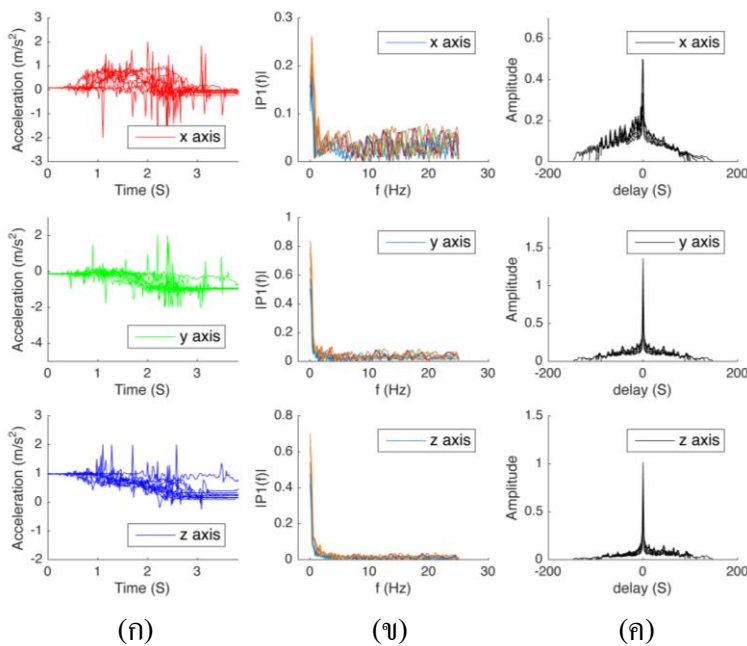 3
2
1
0
-1
-2
-3
Acceleration (m/s²)
x axis
0 1 2 3
Time (S)
0.3
0.2
0.1
0
|P1(f)|
x axis
0 10 20 30
f (Hz)
0.6
0.4
0.2
0
Amplitude
x axis
-200 0 200
delay (S)
2
0
-2
-4
Acceleration (m/s²)
y axis
0 1 2 3
Time (S)
1
0.8
0.6
0.4
0.2
0
|P1(f)|
y axis
0 10 20 30
f (Hz)
1.5
1
0.5
0
Amplitude
y axis
-200 0 200
delay (S)
3
2
1
0
-1
-2
Acceleration (m/s²)
z axis
0 1 2 3
Time (S)
0.8
0.6
0.4
0.2
0
|P1(f)|
z axis
0 10 20 30
f (Hz)
1.5
1
0.5
0
Amplitude
z axis
-200 0 200
delay (S)
(ก) (ข) (ค)